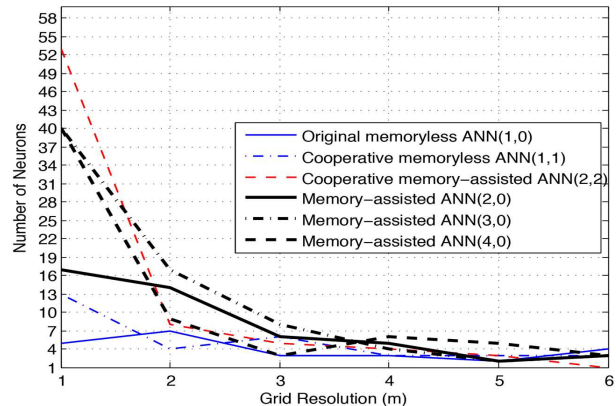 Number of Neurons
58
55
52
49
46
43
40
37
34
31
28
25
22
19
16
13
10
7
4
1
Original memoryless ANN(1,0)
Cooperative memoryless ANN(1,1)
Cooperative memory-assisted ANN(2,2)
Memory-assisted ANN(2,0)
Memory-assisted ANN(3,0)
Memory-assisted ANN(4,0)
1 2 3 4 5 6
Grid Resolution (m)